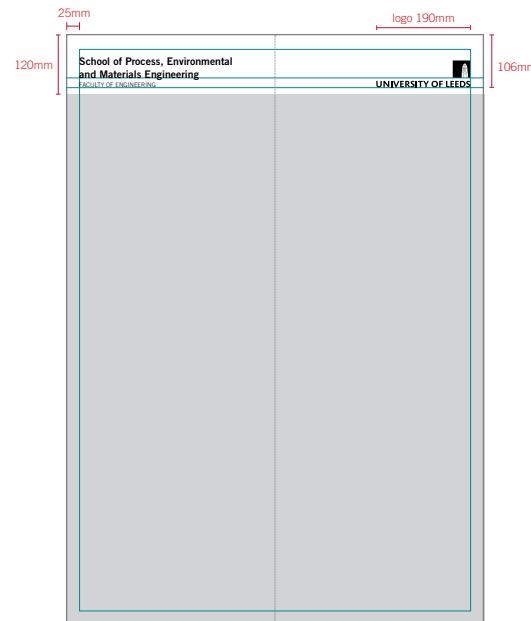 25mm
logo 190mm
120mm
School of Process, Environmental
and Materials Engineering
FACULTY OF ENGINEERING
UNIVERSITY OF LEEDS
106mm